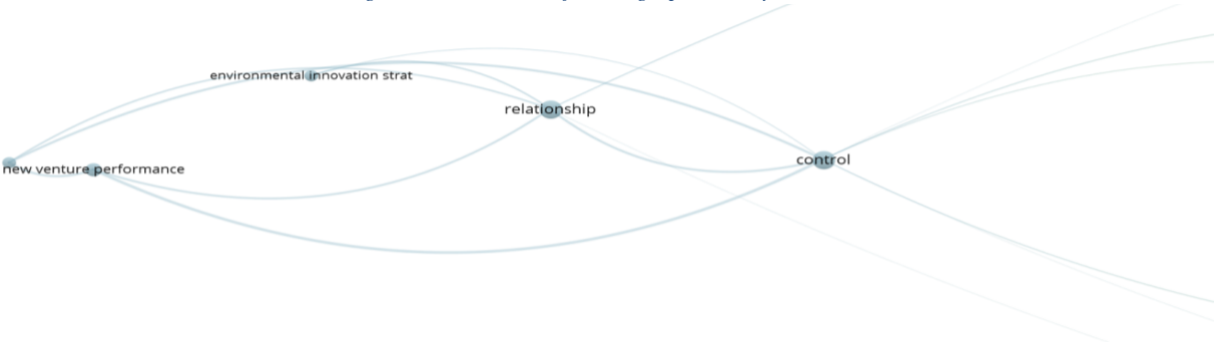 environmental innovation strat
relationship
control
new venture performance